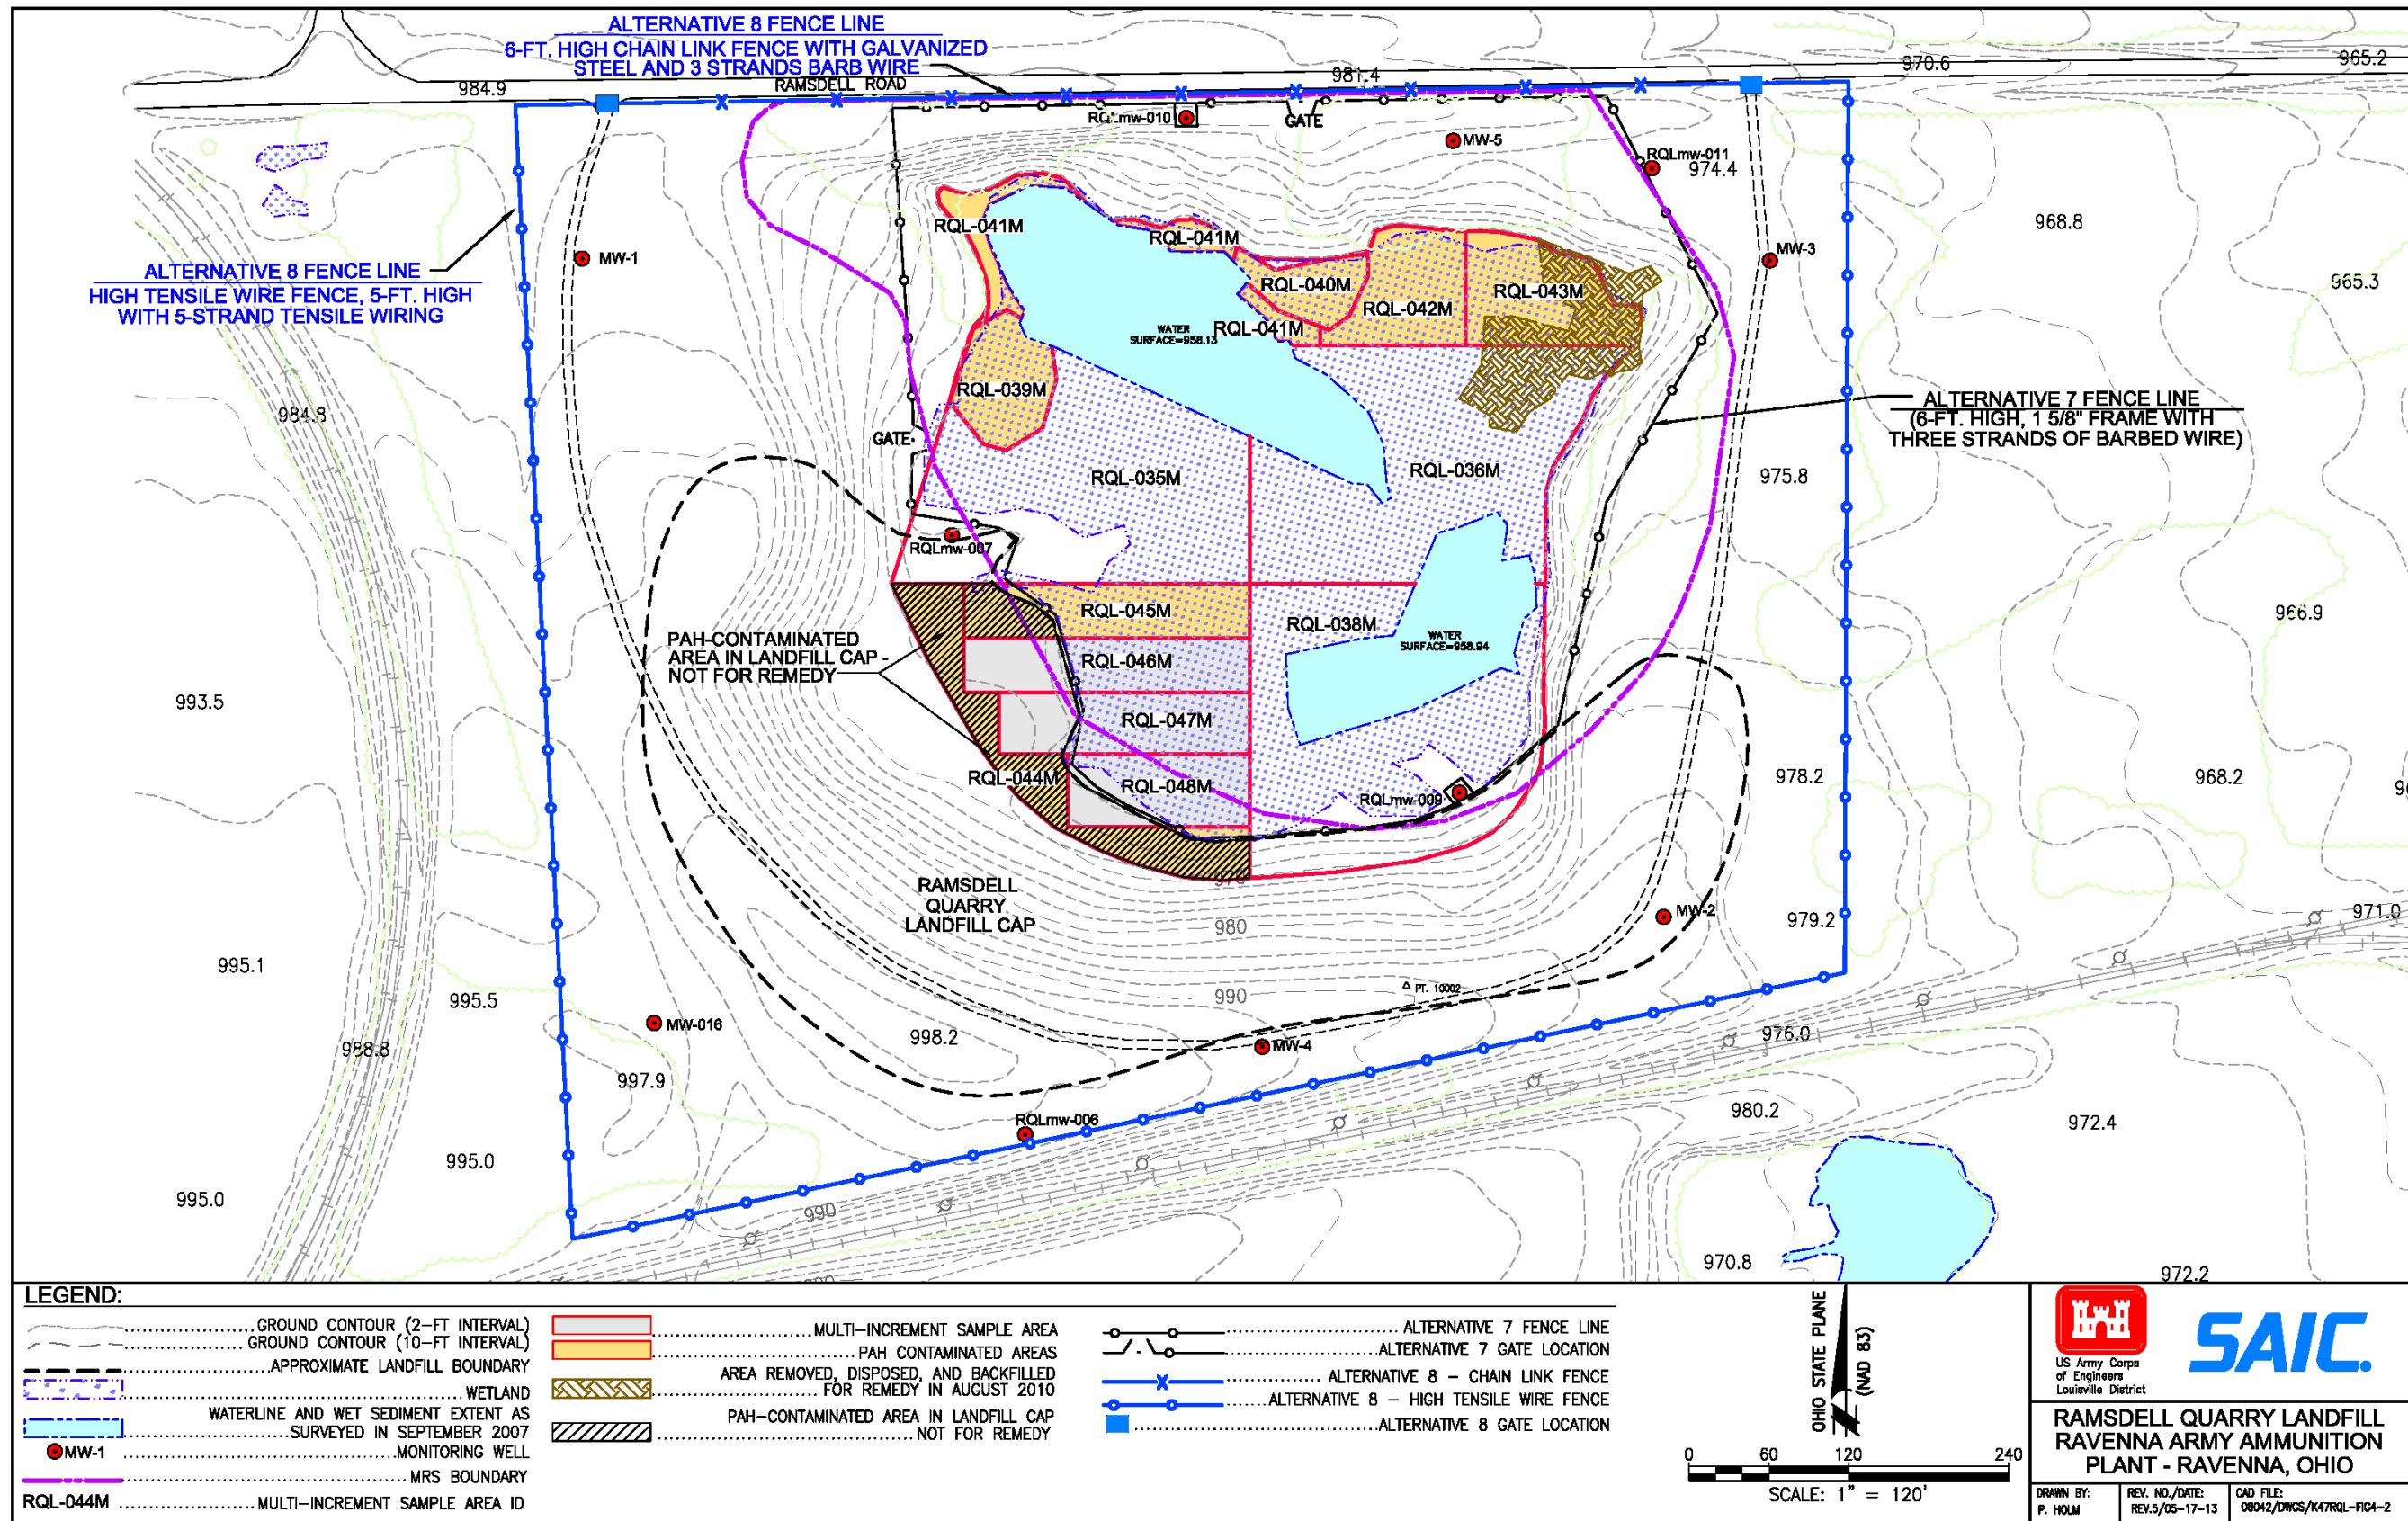 ALTERNATIVE 8 FENCE LINE
6-FT. HIGH CHAIN LINK FENCE WITH GALVANIZED
STEEL AND 3 STRANDS BARB WIRE
RAMSDELL ROAD
984.9
981.4
970.6
965.2
RQLmw-010
GATE
MW-5
RQLmw-011
974.4
968.8
965.3
MW-1
MW-3
ALTERNATIVE 8 FENCE LINE
HIGH TENSILE WIRE FENCE, 5-FT. HIGH
WITH 5-STRAND TENSILE WIRING
RQL-041M
RQL-041M
RQL-040M
RQL-042M
RQL-043M
RQL-041M
WATER
SURFACE=958.13
RQL-039M
984.8
GATE
ALTERNATIVE 7 FENCE LINE
(6-FT. HIGH, 1 5/8" FRAME WITH
THREE STRANDS OF BARBED WIRE)
RQL-035M
RQL-036M
975.8
RQLmw-007
966.9
RQL-045M
RQL-038M
WATER
SURFACE=958.94
PAH-CONTAMINATED
AREA IN LANDFILL CAP -
NOT FOR REMEDY
RQL-046M
993.5
RQL-047M
RQL-044M
RQL-048M
RQLmw-009
978.2
968.2
RAMSDELL
QUARRY
LANDFILL CAP
980
MW-2
979.2
971.0
995.1
995.5
990
PT. 10002
MW-016
998.2
MW-4
976.0
988.8
997.9
RQLmw-006
980.2
972.4
995.0
995.0
990
970.8
972.2
LEGEND:
GROUND CONTOUR (2-FT INTERVAL)
GROUND CONTOUR (10-FT INTERVAL)
APPROXIMATE LANDFILL BOUNDARY
WETLAND
WATERLINE AND WET SEDIMENT EXTENT AS
SURVEYED IN SEPTEMBER 2007
MW-1 MONITORING WELL
MRS BOUNDARY
RQL-044M MULTI-INCREMENT SAMPLE AREA ID
MULTI-INCREMENT SAMPLE AREA
PAH CONTAMINATED AREAS
AREA REMOVED, DISPOSED, AND BACKFILLED
FOR REMEDY IN AUGUST 2010
PAH-CONTAMINATED AREA IN LANDFILL CAP
NOT FOR REMEDY
ALTERNATIVE 7 FENCE LINE
ALTERNATIVE 7 GATE LOCATION
ALTERNATIVE 8 - CHAIN LINK FENCE
ALTERNATIVE 8 - HIGH TENSILE WIRE FENCE
ALTERNATIVE 8 GATE LOCATION
OHIO STATE PLANE
(NAD 83)
0 60 120 240
SCALE: 1" = 120'
US Army Corps
of Engineers
Louisville District
SAIC.
RAMSDELL QUARRY LANDFILL
RAVENNA ARMY AMMUNITION
PLANT - RAVENNA, OHIO
DRAWN BY:
P. HOLM
REV. NO./DATE:
REV.5/05-17-13
CAD FILE:
08042/DWGS/K47RQL-FIG4-2